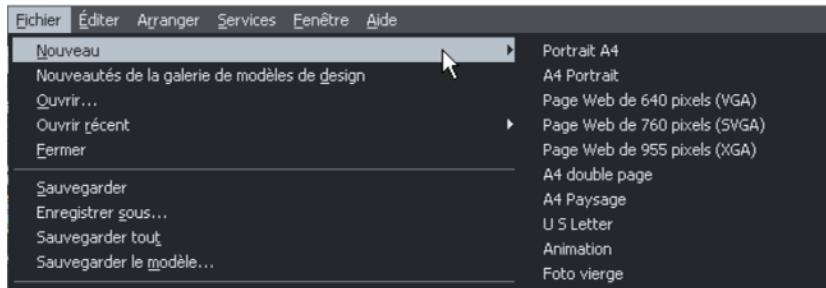 Fichier Éditer Arranger Services Fenêtre Aide
Nouveau
Nouveautés de la galerie de modèles de design
Ouvrir...
Ouvrir récent
Fermer
Sauvegarder
Enregistrer sous...
Sauvegarder tout
Sauvegarder le modèle...
Portrait A4
A4 Portrait
Page Web de 640 pixels (VGA)
Page Web de 760 pixels (SVGA)
Page Web de 955 pixels (XGA)
A4 double page
A4 Paysage
U S Letter
Animation
Foto vierge